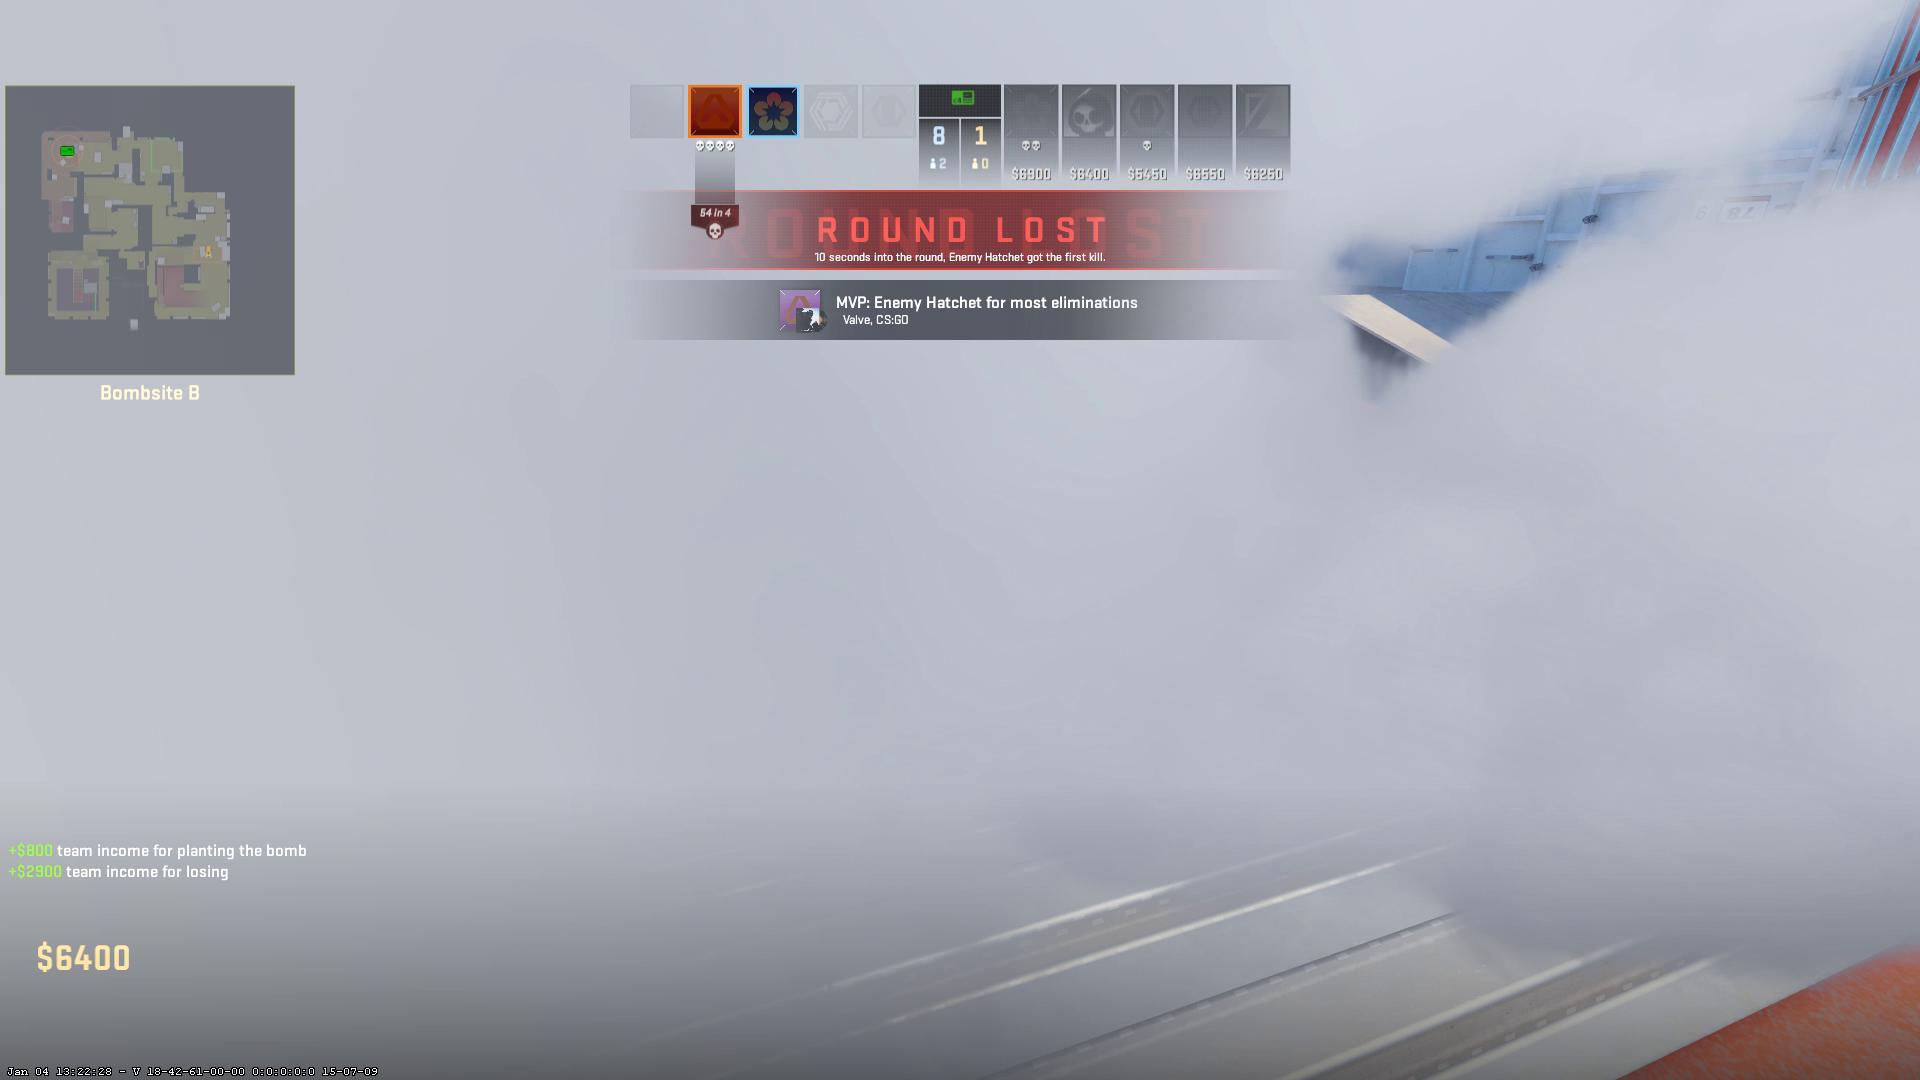 8 1
2 0
$6900 $6400 $5450 $6550 $6250
54 in 4
ROUND LOST
10 seconds into the round, Enemy Hatchet got the first kill.
MVP: Enemy Hatchet for most eliminations
Valve, CS:GO
A
Bombsite B
+$800 team income for planting the bomb
+$2900 team income for losing
$6400
Jan 04 13:22:28 - V 18-42-61-00-00 0:0:0:0:0 15-07-09